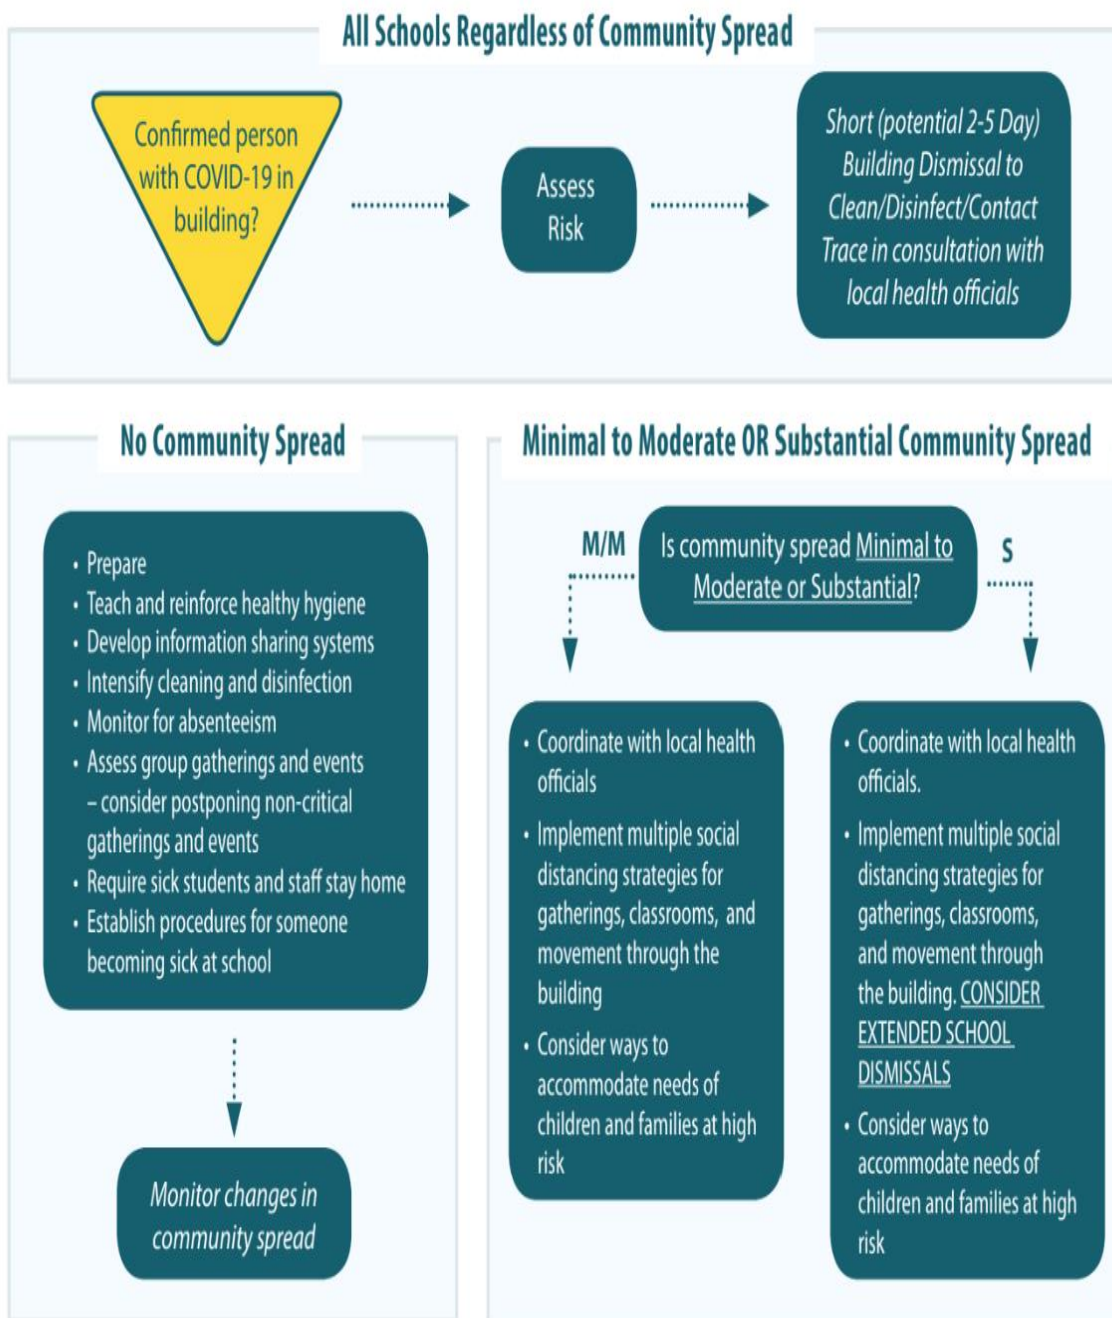 All Schools Regardless of Community Spread
Confirmed person
with COVID-19 in
building?
Assess
Risk
Short (potential 2-5 Day)
Building Dismissal to
Clean/Disinfect/Contact
Trace in consultation with
local health officials
No Community Spread
• Prepare
• Teach and reinforce healthy hygiene
• Develop information sharing systems
• Intensify cleaning and disinfection
• Monitor for absenteeism
• Assess group gatherings and events
– consider postponing non-critical
gatherings and events
• Require sick students and staff stay home
• Establish procedures for someone
becoming sick at school
Monitor changes in
community spread
Minimal to Moderate OR Substantial Community Spread
M/M
Is community spread Minimal to
Moderate or Substantial?
S
• Coordinate with local health
officials
• Implement multiple social
distancing strategies for
gatherings, classrooms, and
movement through the
building
• Consider ways to
accommodate needs of
children and families at high
risk
• Coordinate with local health
officials.
• Implement multiple social
distancing strategies for
gatherings, classrooms,
and movement through
the building. CONSIDER
EXTENDED SCHOOL
DISMISSALS
• Consider ways to
accommodate needs of
children and families at high
risk